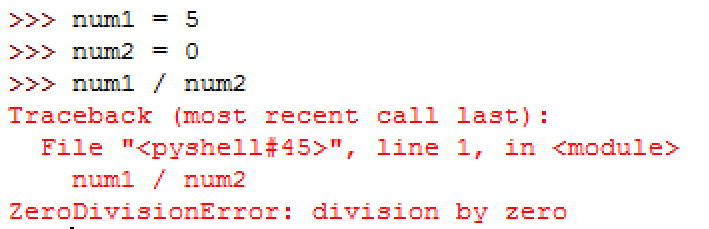 >>> num1 = 5
>>> num2 = 0
>>> num1 / num2
Traceback (most recent call last):
  File "<pyshell#45>", line 1, in <module>
    num1 / num2
ZeroDivisionError: division by zero